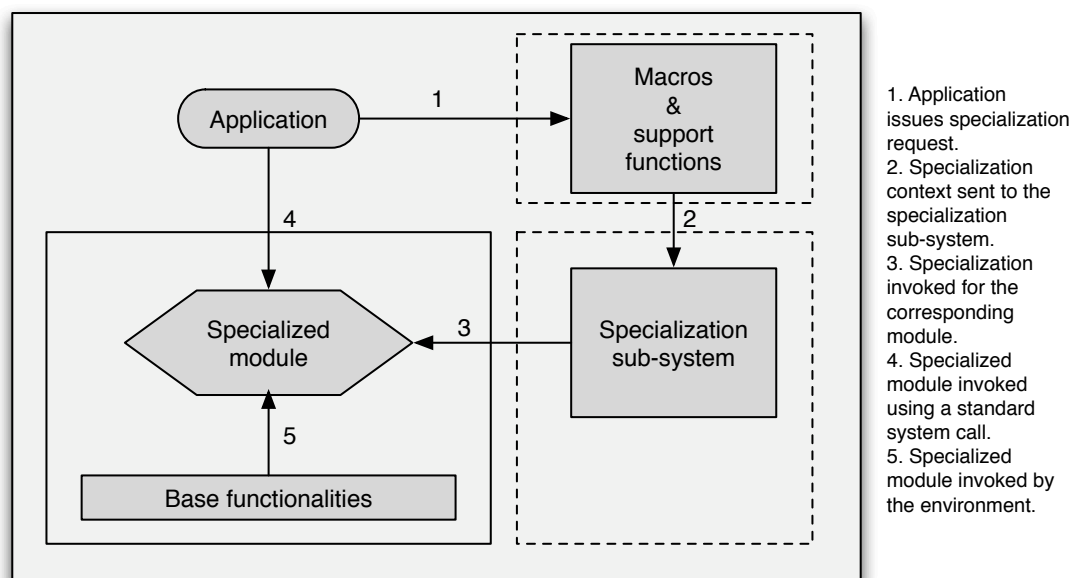 Macros
&
support
functions
1
Application
2
4
Specialized
module
3
Specialization
sub-system
5
Base functionalities
1. Application
issues specialization
request.
2. Specialization
context sent to the
specialization
sub-system.
3. Specialization
invoked for the
corresponding
module.
4. Specialized
module invoked
using a standard
system call.
5. Specialized
module invoked by
the environment.